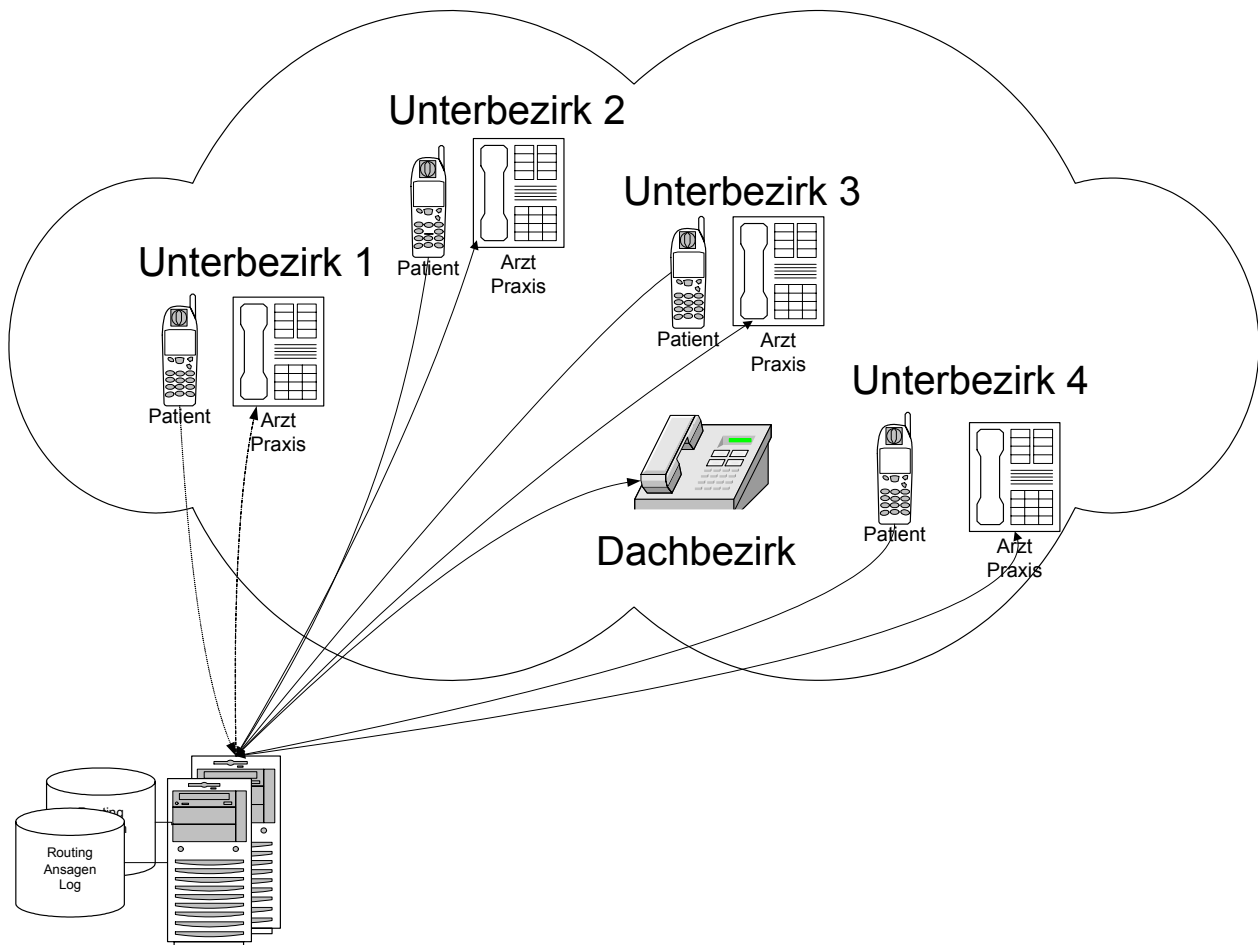 Unterbezirk 2
Patient
Arzt
Praxis
Unterbezirk 3
Patient
Arzt
Praxis
Unterbezirk 1
Patient
Arzt
Praxis
Unterbezirk 4
Patient
Arzt
Praxis
Dachbezirk
Routing
Routing
Ansagen
Log